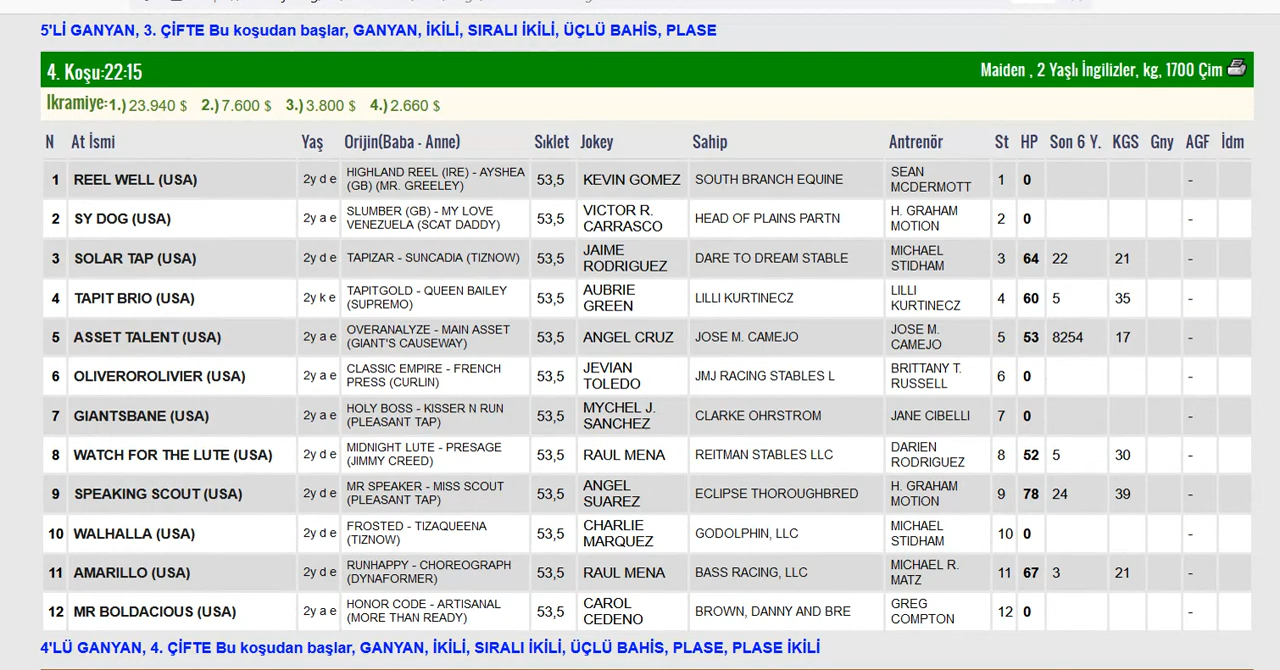 5'Lİ GANYAN, 3. ÇİFTE Bu koşudan başlar, GANYAN, İKİLİ, SIRALI İKİLİ, ÜÇLÜ BAHİS, PLASE
4. Koşu:22:15 Maiden , 2 Yaşlı İngilizler, kg, 1700 Çim
Ikramiye:1.) 23.940 $ 2.) 7.600 $ 3.) 3.800 $ 4.) 2.660 $
N At İsmi Yaş Orijin(Baba - Anne) Sıklet Jokey Sahip Antrenör St HP Son 6 Y. KGS Gny AGF İdm
1 REEL WELL (USA) 2y d e HIGHLAND REEL (IRE) - AYSHEA (GB) (MR. GREELEY) 53,5 KEVIN GOMEZ SOUTH BRANCH EQUINE SEAN MCDERMOTT 1 0 -
2 SY DOG (USA) 2y a e SLUMBER (GB) - MY LOVE VENEZUELA (SCAT DADDY) 53,5 VICTOR R. CARRASCO HEAD OF PLAINS PARTN H. GRAHAM MOTION 2 0 -
3 SOLAR TAP (USA) 2y d e TAPIZAR - SUNCADIA (TIZNOW) 53,5 JAIME RODRIGUEZ DARE TO DREAM STABLE MICHAEL STIDHAM 3 64 22 21 -
4 TAPIT BRIO (USA) 2y k e TAPITGOLD - QUEEN BAILEY (SUPREMO) 53,5 AUBRIE GREEN LILLI KURTINECZ LILLI KURTINECZ 4 60 5 35 -
5 ASSET TALENT (USA) 2y a e OVERANALYZE - MAIN ASSET (GIANT'S CAUSEWAY) 53,5 ANGEL CRUZ JOSE M. CAMEJO JOSE M. CAMEJO 5 53 8254 17 -
6 OLIVEROROLIVIER (USA) 2y a e CLASSIC EMPIRE - FRENCH PRESS (CURLIN) 53,5 JEVIAN TOLEDO JMJ RACING STABLES L BRITTANY T. RUSSELL 6 0 -
7 GIANTSBANE (USA) 2y a e HOLY BOSS - KISSER N RUN (PLEASANT TAP) 53,5 MYCHEL J. SANCHEZ CLARKE OHRSTROM JANE CIBELLI 7 0 -
8 WATCH FOR THE LUTE (USA) 2y d e MIDNIGHT LUTE - PRESAGE (JIMMY CREED) 53,5 RAUL MENA REITMAN STABLES LLC DARIEN RODRIGUEZ 8 52 5 30 -
9 SPEAKING SCOUT (USA) 2y d e MR SPEAKER - MISS SCOUT (PLEASANT TAP) 53,5 ANGEL SUAREZ ECLIPSE THOROUGHBRED H. GRAHAM MOTION 9 78 24 39 -
10 WALHALLA (USA) 2y d e FROSTED - TIZAQUEENA (TIZNOW) 53,5 CHARLIE MARQUEZ GODOLPHIN, LLC MICHAEL STIDHAM 10 0 -
11 AMARILLO (USA) 2y d e RUNHAPPY - CHOREOGRAPH (DYNAFORMER) 53,5 RAUL MENA BASS RACING, LLC MICHAEL R. MATZ 11 67 3 21 -
12 MR BOLDACIOUS (USA) 2y a e HONOR CODE - ARTISANAL (MORE THAN READY) 53,5 CAROL CEDENO BROWN, DANNY AND BRE GREG COMPTON 12 0 -
4'LÜ GANYAN, 4. ÇİFTE Bu koşudan başlar, GANYAN, İKİLİ, SIRALI İKİLİ, ÜÇLÜ BAHİS, PLASE, PLASE İKİLİ